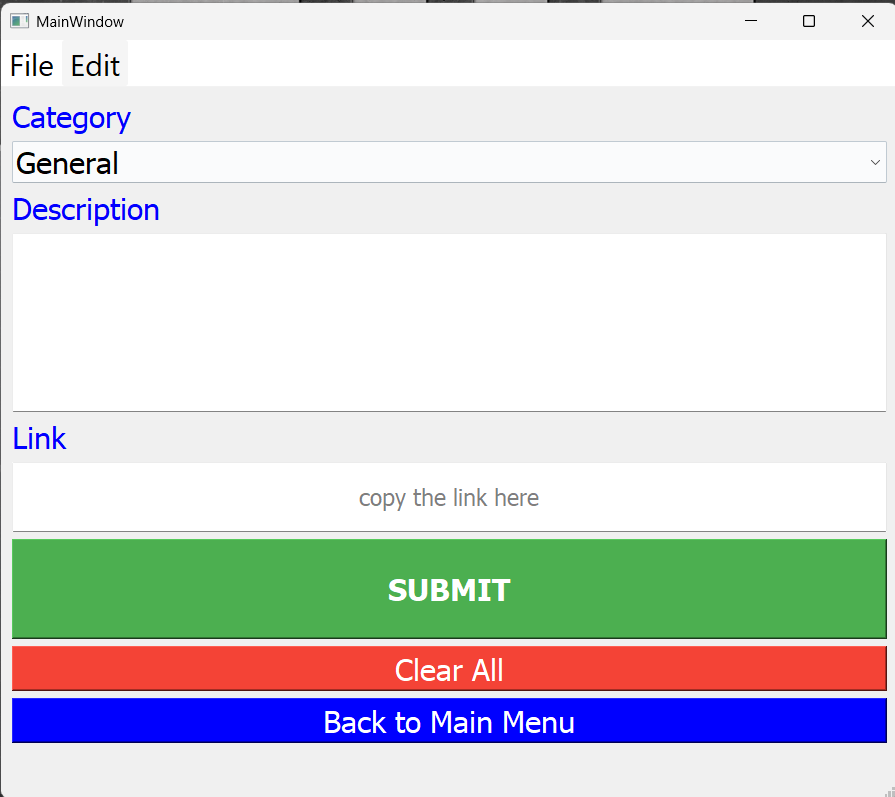 MainWindow
File Edit
Category
General
Description
Link
copy the link here
SUBMIT
Clear All
Back to Main Menu